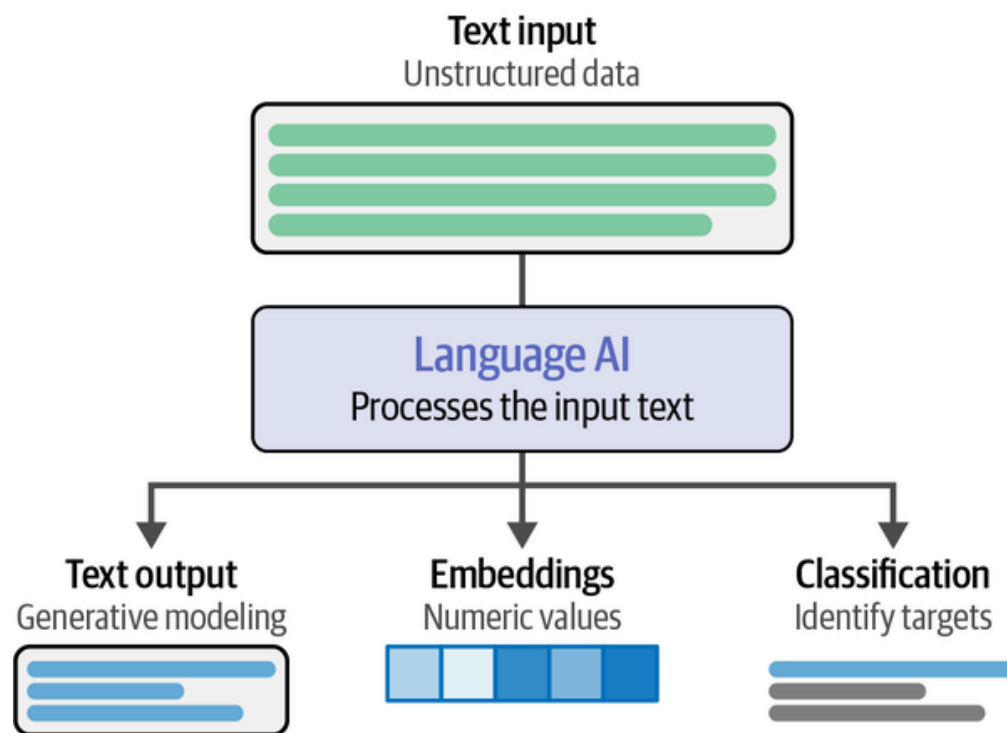 Text input
Unstructured data
Language AI
Processes the input text
Text output
Generative modeling
Embeddings
Numeric values
Classification
Identify targets